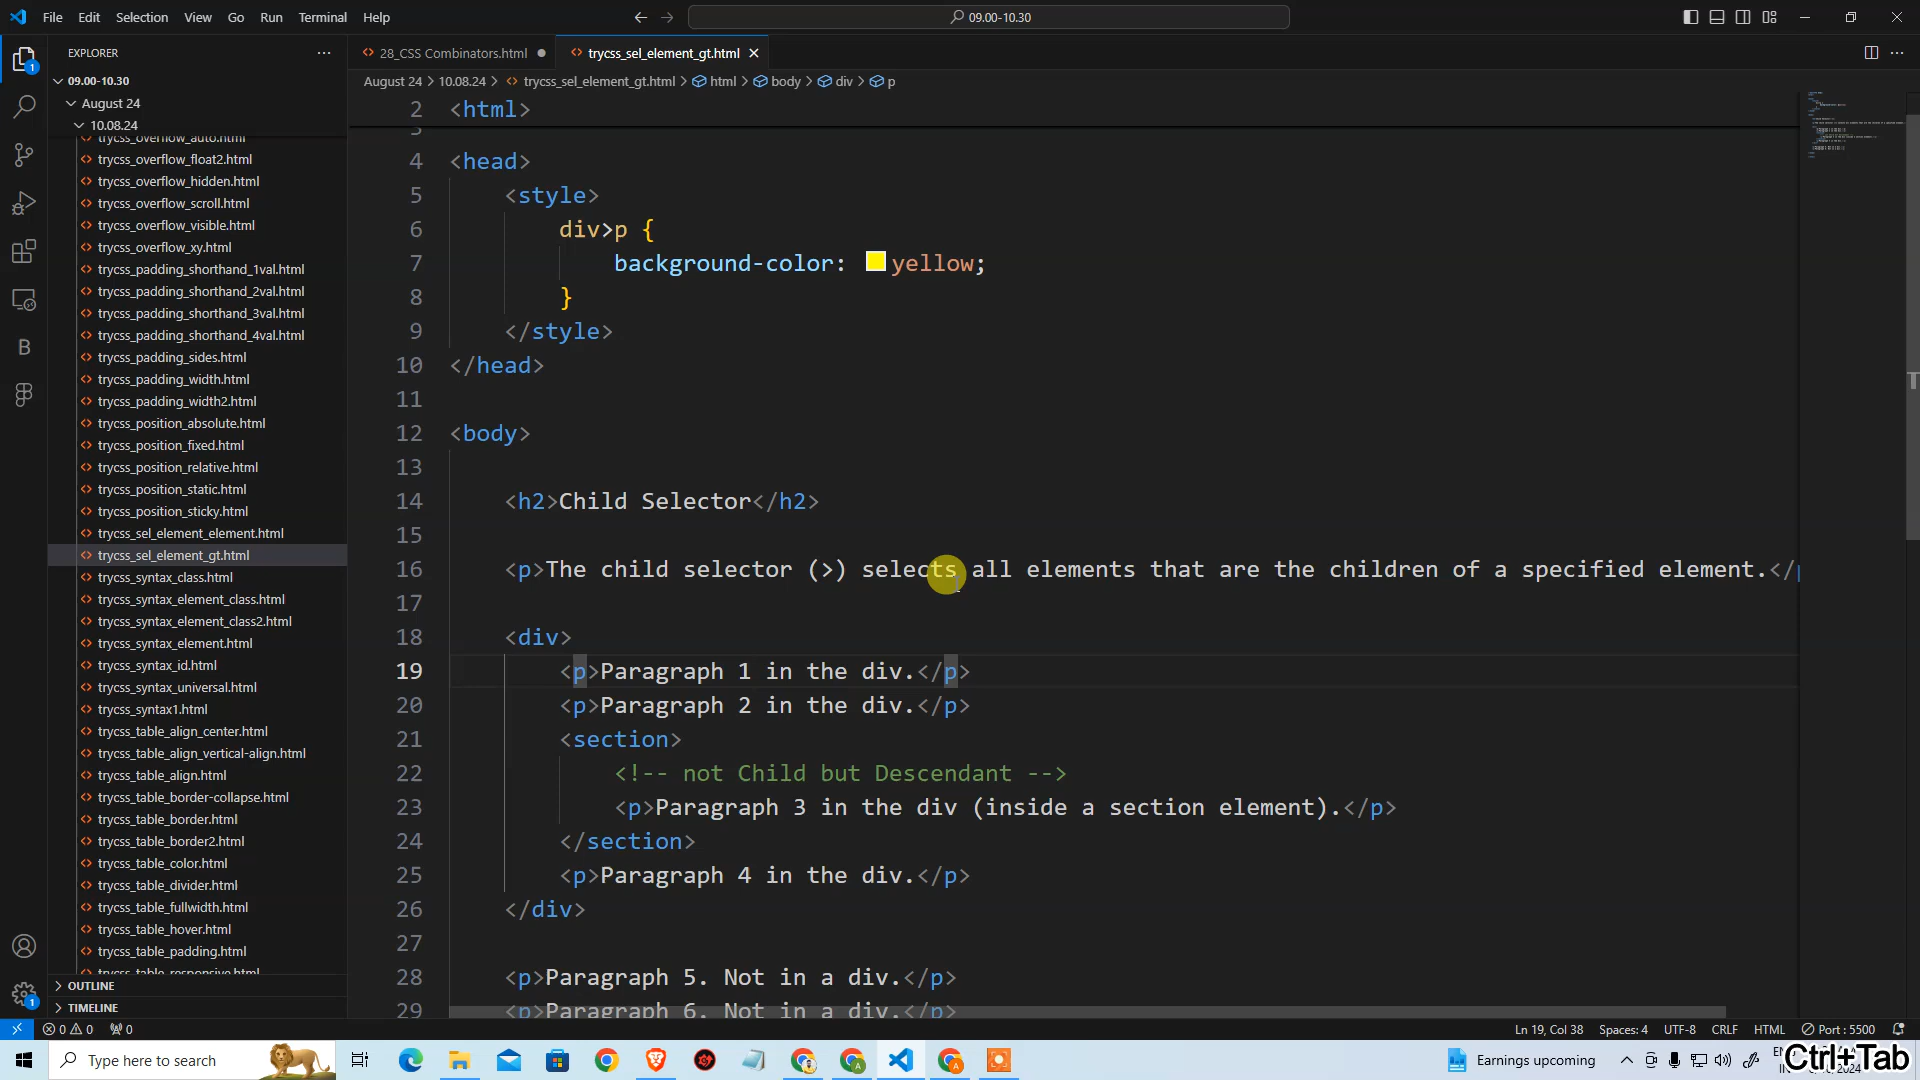 File Edit Selection View Go Run Terminal Help
09.00-10.30
EXPLORER
28_CSS Combinators.html
trycss_sel_element_gt.html
August 24 > 10.08.24 > trycss_sel_element_gt.html > html > body > div > p
09.00-10.30
August 24
10.08.24
trycss_overflow_auto.html
trycss_overflow_float2.html
trycss_overflow_hidden.html
trycss_overflow_scroll.html
trycss_overflow_visible.html
trycss_overflow_xy.html
trycss_padding_shorthand_1val.html
trycss_padding_shorthand_2val.html
trycss_padding_shorthand_3val.html
trycss_padding_shorthand_4val.html
trycss_padding_sides.html
trycss_padding_width.html
trycss_padding_width2.html
trycss_position_absolute.html
trycss_position_fixed.html
trycss_position_relative.html
trycss_position_static.html
trycss_position_sticky.html
trycss_sel_element_element.html
trycss_sel_element_gt.html
trycss_syntax_class.html
trycss_syntax_element_class.html
trycss_syntax_element_class2.html
trycss_syntax_element.html
trycss_syntax_id.html
trycss_syntax_universal.html
trycss_syntax1.html
trycss_table_align_center.html
trycss_table_align_vertical-align.html
trycss_table_align.html
trycss_table_border-collapse.html
trycss_table_border.html
trycss_table_border2.html
trycss_table_color.html
trycss_table_divider.html
trycss_table_fullwidth.html
trycss_table_hover.html
trycss_table_padding.html
trycss_table_responsive.html
OUTLINE
TIMELINE
2 <html>
3
4 <head>
5 <style>
6 div>p {
7 background-color: yellow;
8 }
9 </style>
10 </head>
11
12 <body>
13
14 <h2>Child Selector</h2>
15
16 <p>The child selector (>) selects all elements that are the children of a specified element.</p
17
18 <div>
19 <p>Paragraph 1 in the div.</p>
20 <p>Paragraph 2 in the div.</p>
21 <section>
22 <!-- not Child but Descendant -->
23 <p>Paragraph 3 in the div (inside a section element).</p>
24 </section>
25 <p>Paragraph 4 in the div.</p>
26 </div>
27
28 <p>Paragraph 5. Not in a div.</p>
29 <p>Paragraph 6. Not in a div.</p>
0 0 0 Ln 19, Col 38 Spaces: 4 UTF-8 CRLF HTML Port : 5500
Type here to search
Earnings upcoming
Ctrl+Tab